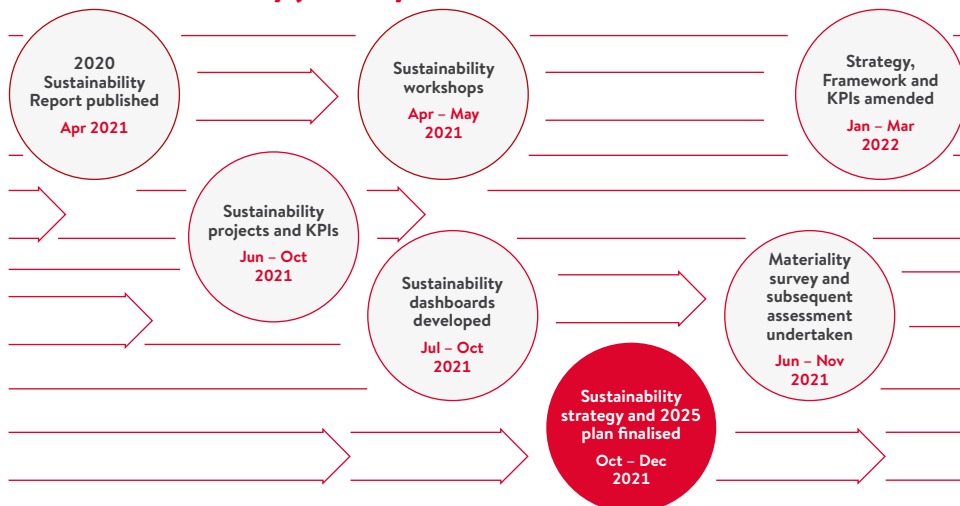 2020
Sustainability
Report published
Apr 2021
Sustainability
workshops
Apr – May
2021
Strategy,
Framework and
KPIs amended
Jan – Mar
2022
Sustainability
projects and KPIs
Jun – Oct
2021
Sustainability
dashboards
developed
Jul – Oct
2021
Materiality
survey and
subsequent
assessment
undertaken
Jun – Nov
2021
Sustainability
strategy and 2025
plan finalised
Oct – Dec
2021